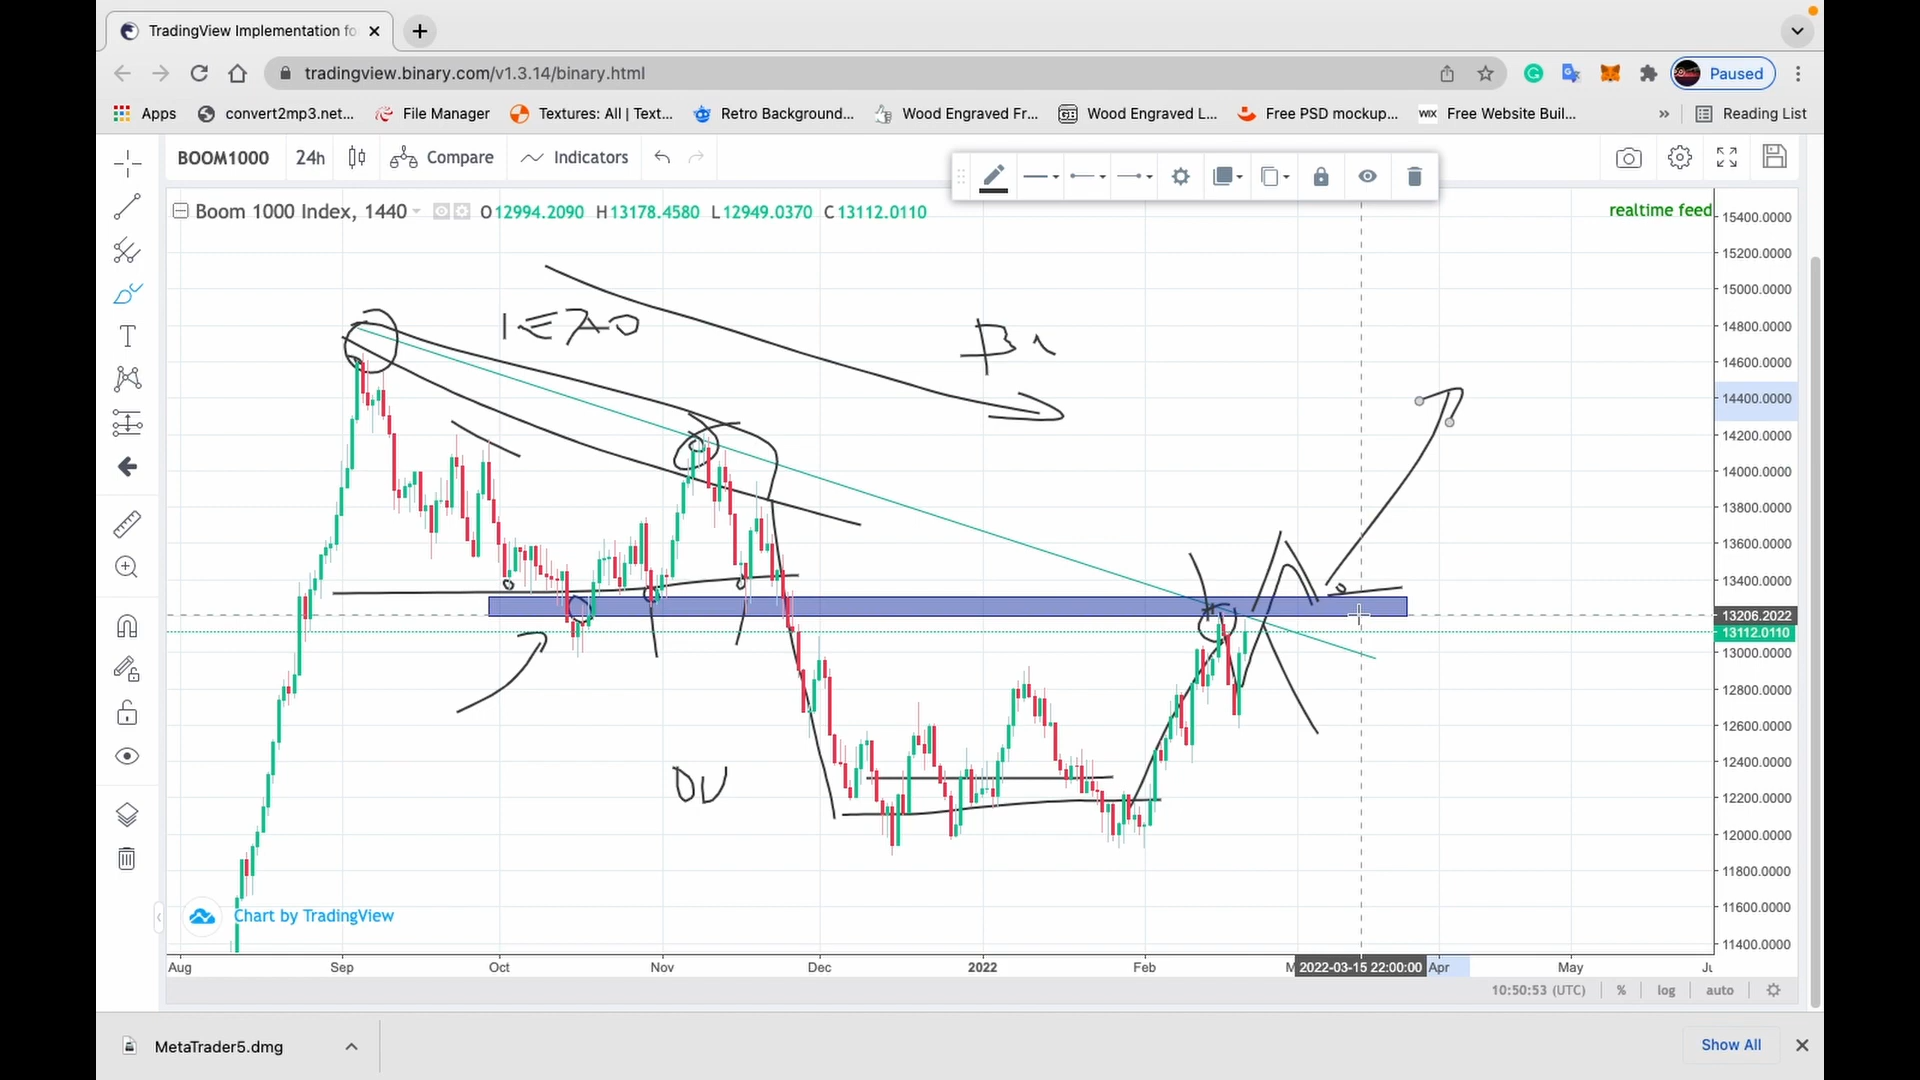 TradingView Implementation fo
tradingview.binary.com/v1.3.14/binary.html
Paused
Apps
convert2mp3.net...
File Manager
Textures: All | Text...
Retro Background...
Wood Engraved Fr...
Wood Engraved L...
Free PSD mockup...
WIX
Free Website Buil...
»
Reading List
BOOM1000
24h
Compare
Indicators
Boom 1000 Index, 1440
O12994.2090 H13178.4580 L12949.0370 C13112.0110
realtime feed
15400.0000
15200.0000
15000.0000
14800.0000
14600.0000
14400.0000
14200.0000
14000.0000
13800.0000
13600.0000
13400.0000
13206.2022
13112.0110
13000.0000
12800.0000
12600.0000
12400.0000
12200.0000
12000.0000
11800.0000
11600.0000
11400.0000
Chart by TradingView
Aug
Sep
Oct
Nov
Dec
2022
Feb
M
2022-03-15 22:00:00
Apr
May
Ju
10:50:53 (UTC)
%
log
auto
MetaTrader5.dmg
Show All